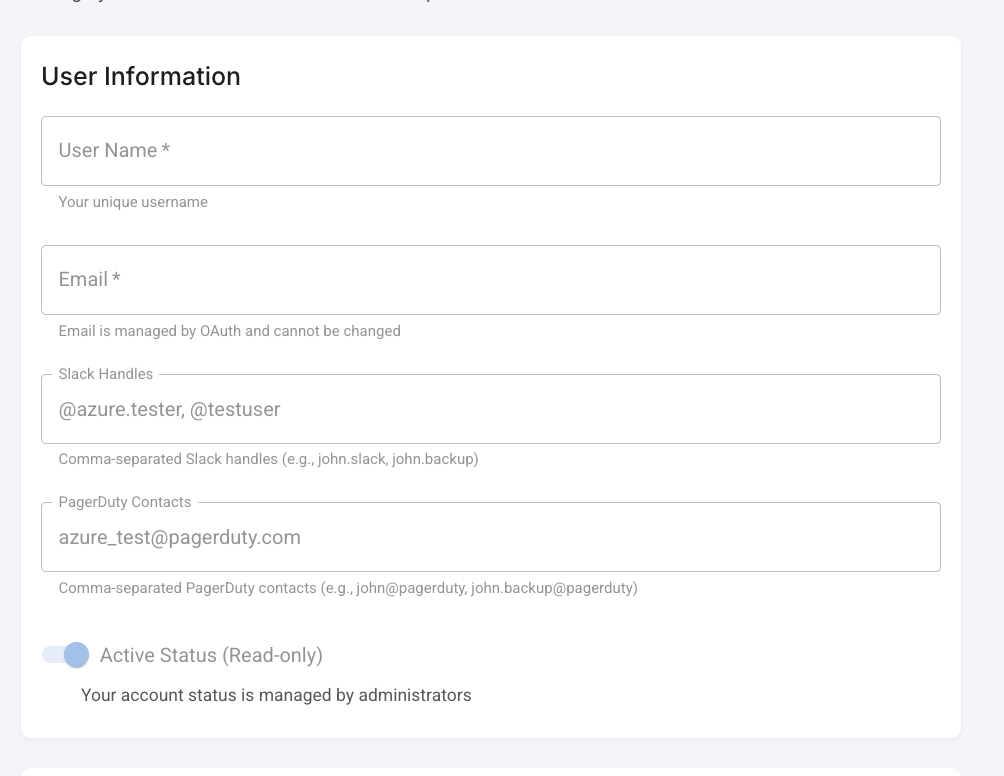 User Information
User Name *
Your unique username
Email *
Email is managed by OAuth and cannot be changed
Slack Handles
@azure.tester, @testuser
Comma-separated Slack handles (e.g., john.slack, john.backup)
PagerDuty Contacts
azure_test@pagerduty.com
Comma-separated PagerDuty contacts (e.g., john@pagerduty, john.backup@pagerduty)
Active Status (Read-only)
Your account status is managed by administrators